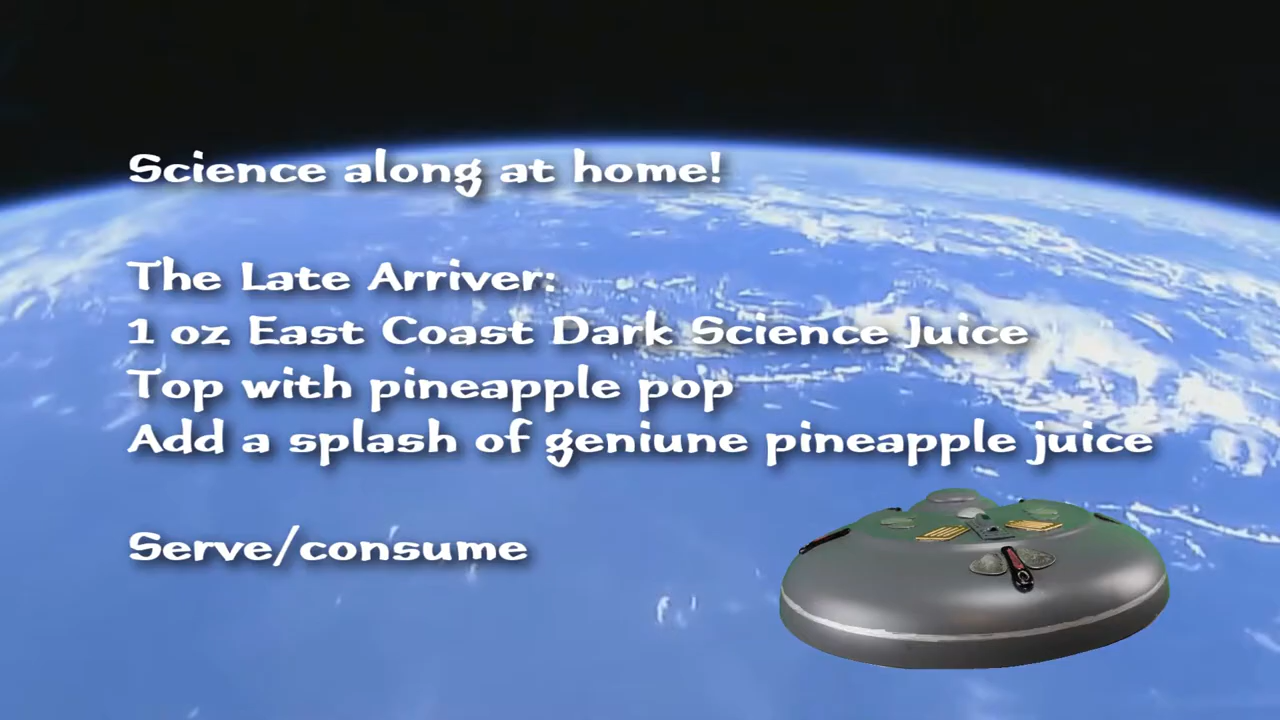 Science along at home!
The Late Arriver:
1 oz East Coast Dark Science Juice
Top with pineapple pop
Add a splash of geniune pineapple juice
Serve/consume